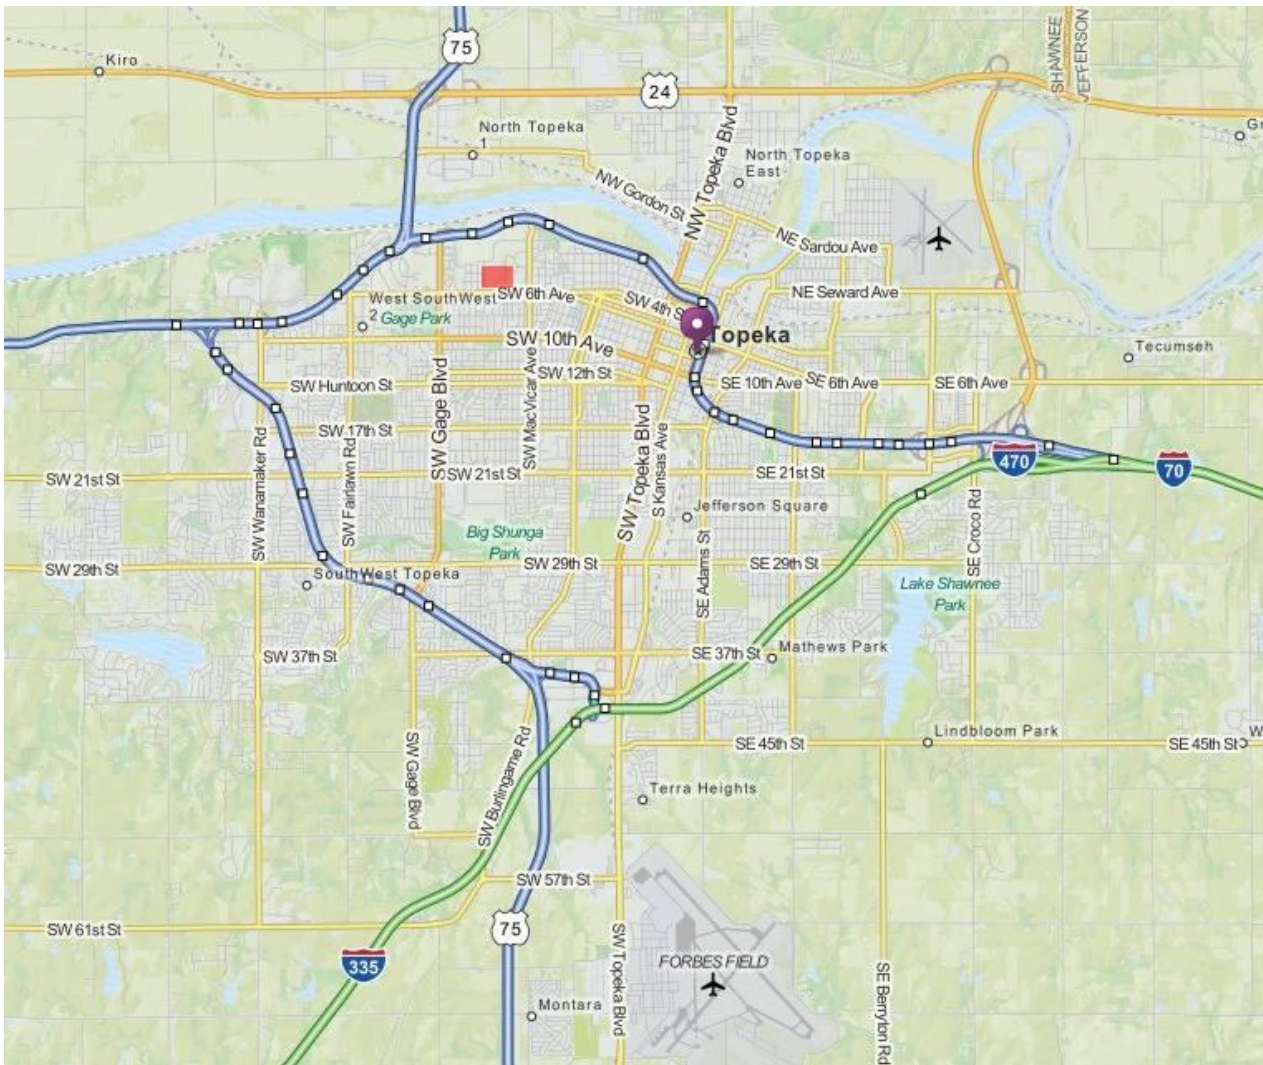 75
SHAWNEE
JEFFERSON
Kiro
24
North Topeka
1
NW Topeka Blvd
North Topeka
East
NW Gordon St
NE Sardou Ave
NE Seward Ave
West SouthWest
2
Gage Park
SW 6th Ave
SW 4th S
Topeka
Tecumseh
SW 10th Ave
SW 12th St
SW Huntoon St
SE 10th Ave
SE 6th Ave
SE 6th Ave
SW Gage Blvd
SW MacVicar Ave
SW 17th St
SW Topeka Blvd
S Kansas Ave
SW Wanamaker Rd
SW Fairlawn Rd
SW 21st St
SW 21st St
SE 21st St
470
70
Jefferson Square
SE Croco Rd
Big Shunga
Park
SW 29th St
SW 29th St
SE 29th St
SouthWest Topeka
SE Adams St
Lake Shawnee
Park
SW 37th St
SE 37th St
Mathews Park
Lindbloom Park
SE 45th St
SE 45th St
W
SW Gage Blvd
SW Burlingame Rd
Terra Heights
SW 57th St
SW 61st St
75
335
SW Topeka Blvd
FORBES FIELD
SE Berryton Rd
Montara
Gr